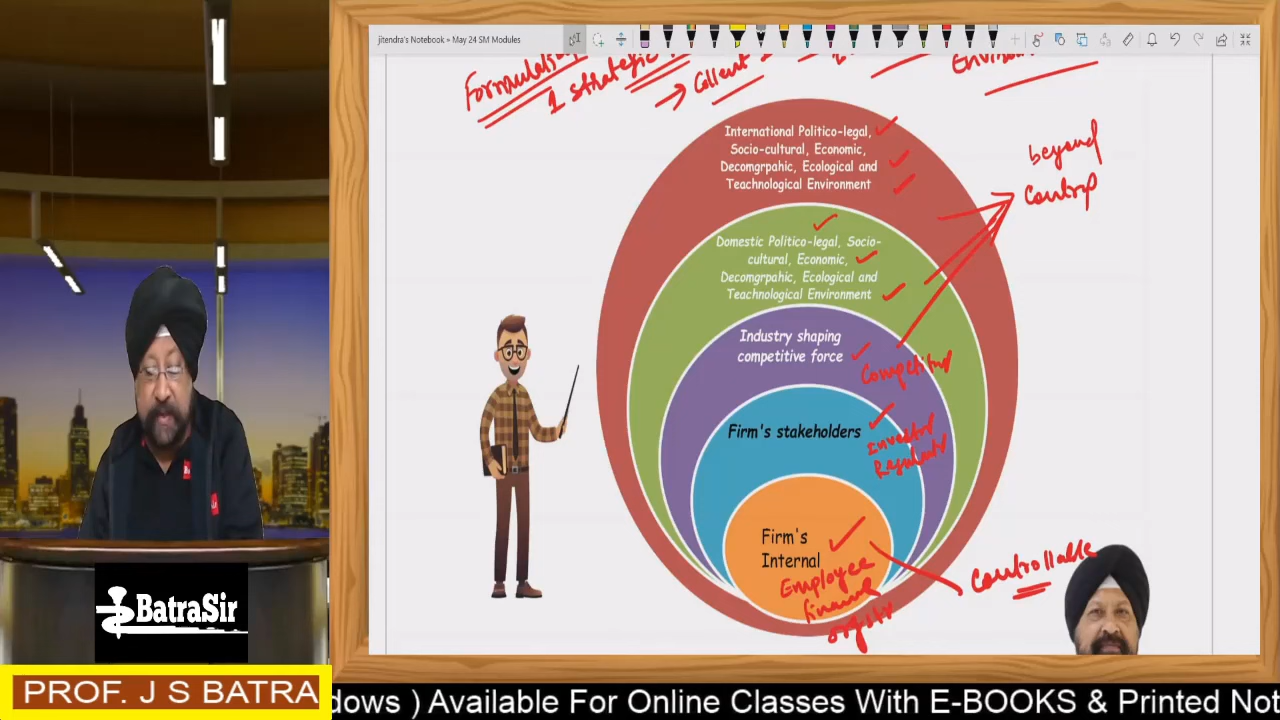 jitendra's Notebook » May 24 SM Modules
Formulation
1 strategic
→ Collect
International Politico-legal,
Socio-cultural, Economic,
Decomgrpahic, Ecological and
Teachnological Environment
beyond
Control
Domestic Politico-legal, Socio-
cultural, Economic,
Decomgrpahic, Ecological and
Teachnological Environment
Industry shaping
competitive force
Competitor
Firm's stakeholders
Investor
Regulator
Firm's
Internal
Employee
finance
Controllable
BatraSir
PROF. J S BATRA
dows ) Available For Online Classes With E-BOOKS & Printed Not